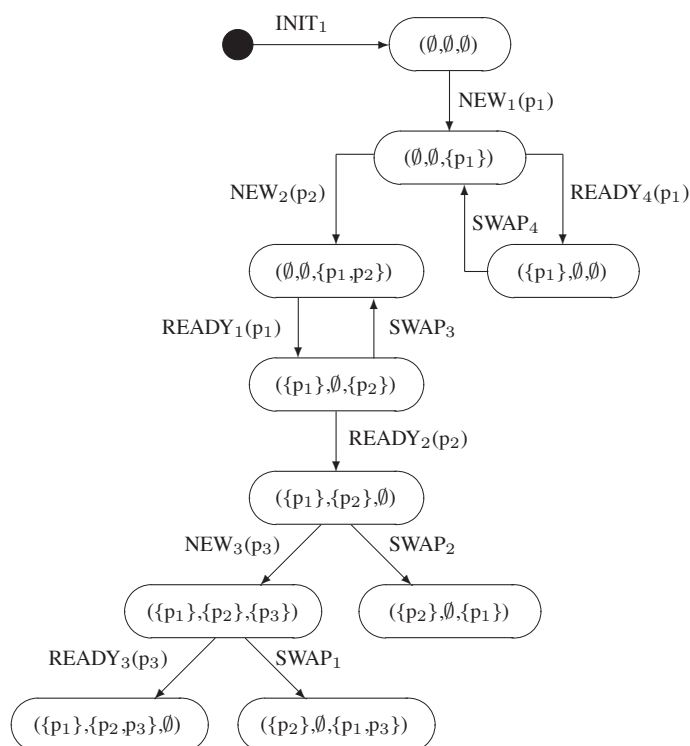 INIT₁
(∅,∅,∅)
NEW₁(p₁)
(∅,∅,{p₁})
NEW₂(p₂)
READY₄(p₁)
SWAP₄
(∅,∅,{p₁,p₂})
({p₁},∅,∅)
READY₁(p₁)
SWAP₃
({p₁},∅,{p₂})
READY₂(p₂)
({p₁},{p₂},∅)
NEW₃(p₃)
SWAP₂
({p₁},{p₂},{p₃})
({p₂},∅,{p₁})
READY₃(p₃)
SWAP₁
({p₁},{p₂,p₃},∅)
({p₂},∅,{p₁,p₃})